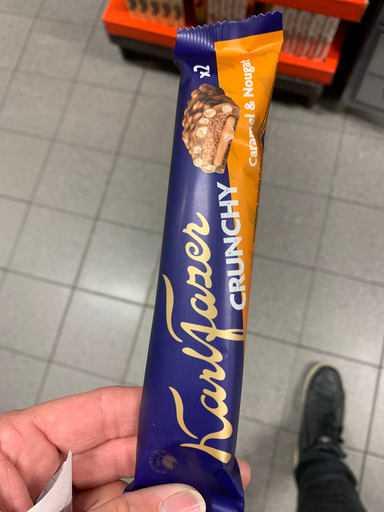 x2
Caramel & Nougat
CRUNCHY
Karl Fazer